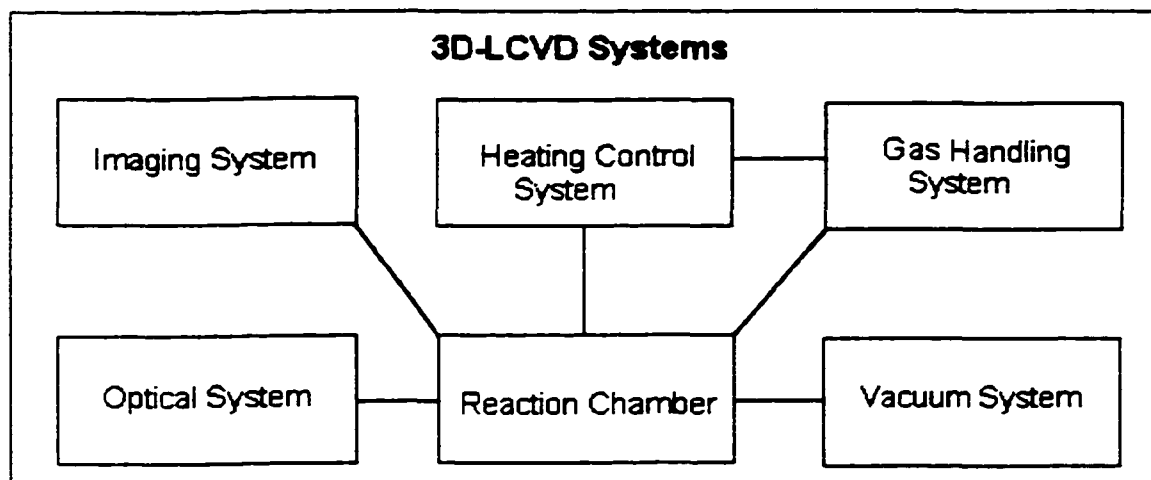 3D-LCVD Systems
Imaging System
Heating Control
System
Gas Handling
System
Optical System
Reaction Chamber
Vacuum System